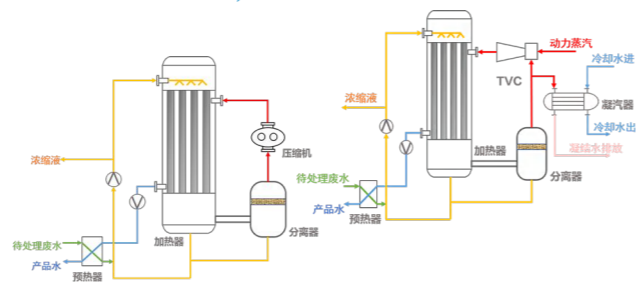 浓缩液
压缩机
加热器
分离器
待处理废水
产品水
预热器
动力蒸汽
冷却水进
TVC
浓缩液
凝汽器
冷却水出
加热器
凝结水排放
分离器
待处理废水
产品水
预热器